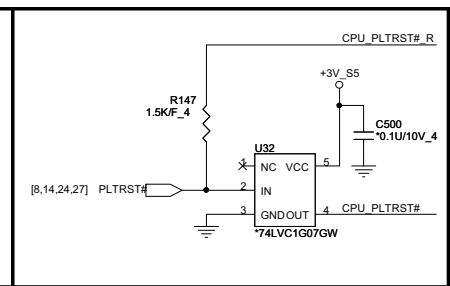 CPU_PLTRST#_R
+3V_S5
R147
1.5K/F_4
C500
*0.1U/10V_4
U32
1 NC VCC 5
[8,14,24,27] PLTRST# 2 IN
3 GND OUT 4 CPU_PLTRST#
*74LVC1G07GW